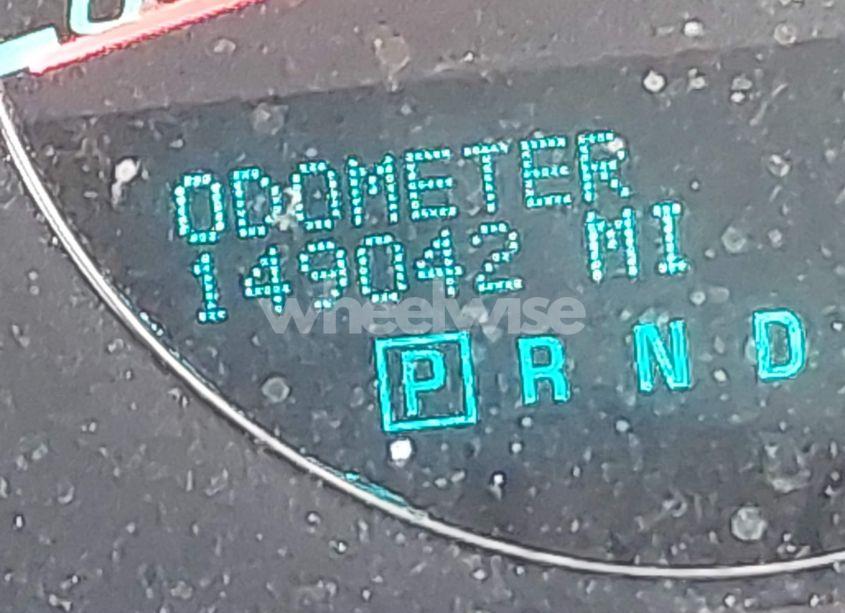 ODOMETER
149042 MI
wheelwise
P R N D